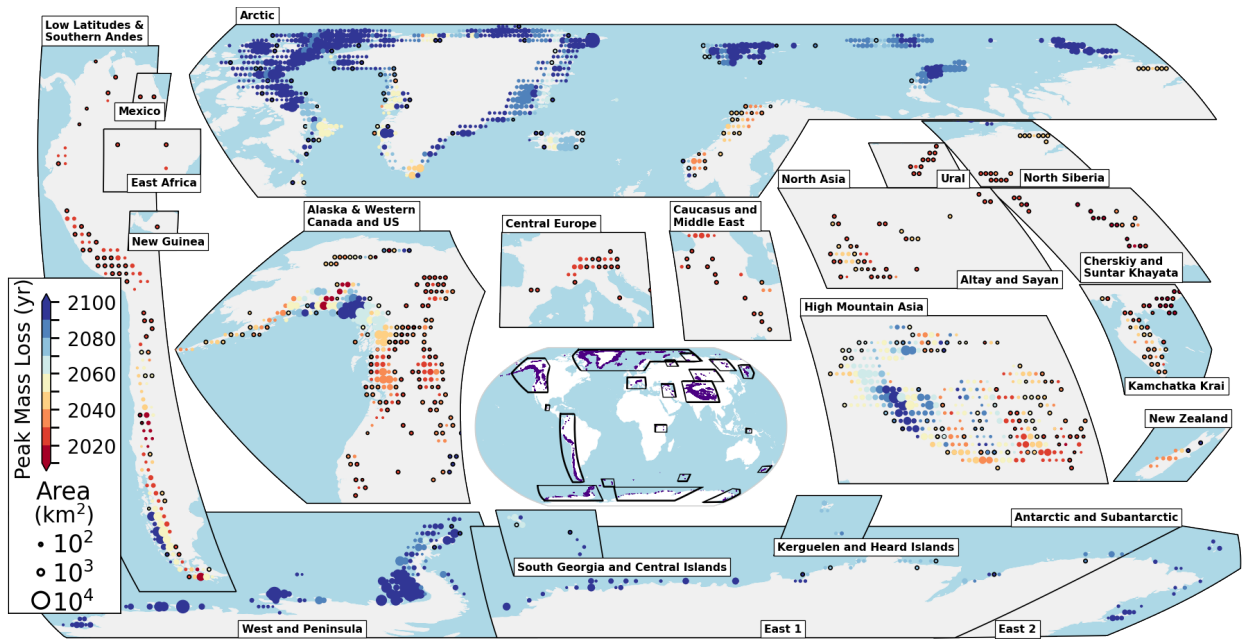 Low Latitudes &
Southern Andes
Arctic
Mexico
East Africa
New Guinea
Alaska & Western
Canada and US
Central Europe
Caucasus and
Middle East
North Asia
Ural
North Siberia
Altay and Sayan
Cherskiy and
Suntar Khayata
High Mountain Asia
Kamchatka Krai
New Zealand
Peak Mass Loss (yr)
2100
2080
2060
2040
2020
Area
(km²)
10²
10³
10⁴
Antarctic and Subantarctic
Kerguelen and Heard Islands
South Georgia and Central Islands
West and Peninsula
East 1
East 2